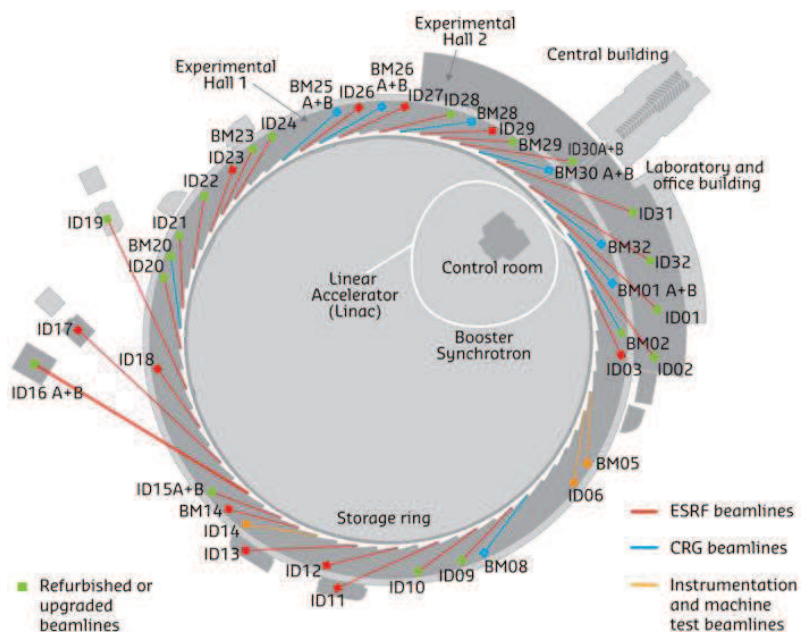 Experimental
Hall 2
Central building
Experimental
Hall 1
BM25
A+B
ID26
BM26
A+B
ID27
ID28
BM28
ID29
BM29
ID30A+B
BM30 A+B
Laboratory and
office building
ID24
BM23
ID23
ID22
ID21
BM20
ID20
ID19
ID17
ID16 A+B
ID18
ID31
BM32
ID32
BM01 A+B
ID01
BM02
ID03
ID02
Control room
Linear
Accelerator
(Linac)
Booster
Synchrotron
BM05
ID06
ID15A+B
BM14
ID14
ID13
ID12
ID11
ID10
ID09
BM08
Storage ring
Refurbished or
upgraded
beamlines
ESRF beamlines
CRG beamlines
Instrumentation
and machine
test beamlines